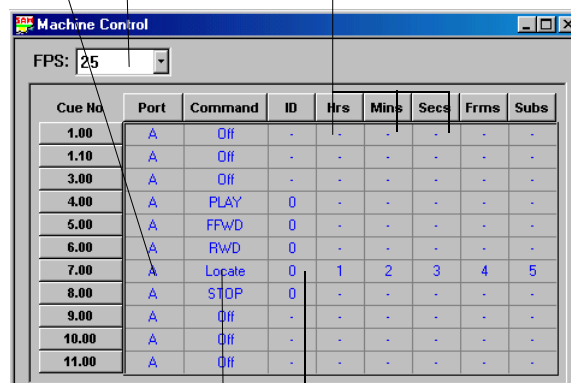 SAM Machine Control
FPS: 25
Cue No Port Command ID Hrs Mins Secs Frms Subs
1.00 A Off - - - - - -
1.10 A Off - - - - - -
3.00 A Off - - - - - -
4.00 A PLAY 0 - - - - -
5.00 A FFWD 0 - - - - -
6.00 A RWD 0 - - - - -
7.00 A Locate 0 1 2 3 4 5
8.00 A STOP 0 - - - - -
9.00 A Off - - - - - -
10.00 A Off - - - - - -
11.00 A Off - - - - - -